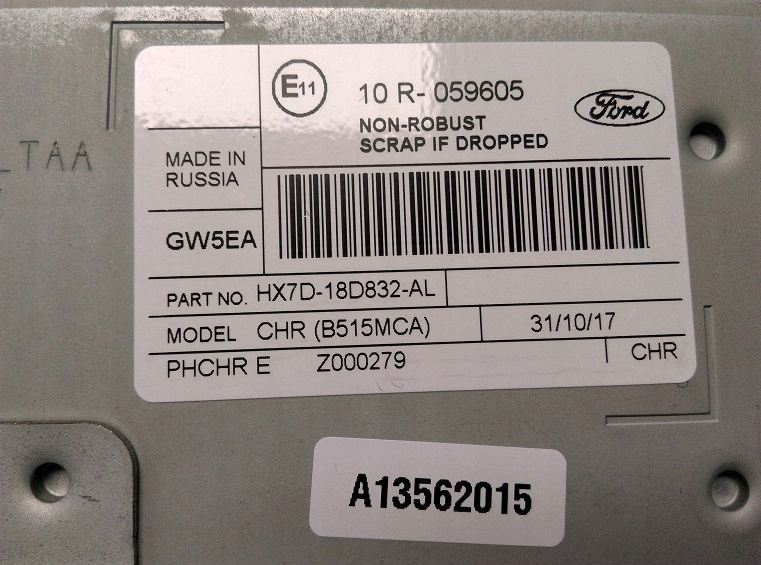 E11
10 R- 059605
Ford
NON-ROBUST
SCRAP IF DROPPED
LTAA
MADE IN
RUSSIA
GW5EA
PART NO. HX7D-18D832-AL
MODEL CHR (B515MCA) 31/10/17
PHCHR E Z000279 CHR
A13562015